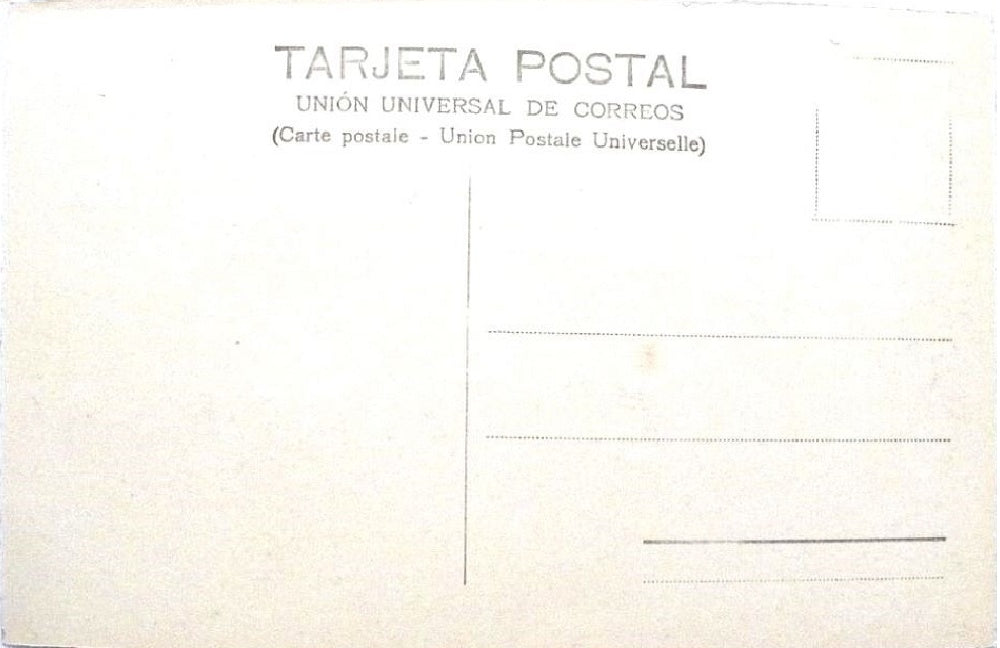 TARJETA POSTAL
UNIÓN UNIVERSAL DE CORREOS
(Carte postale - Union Postale Universelle)